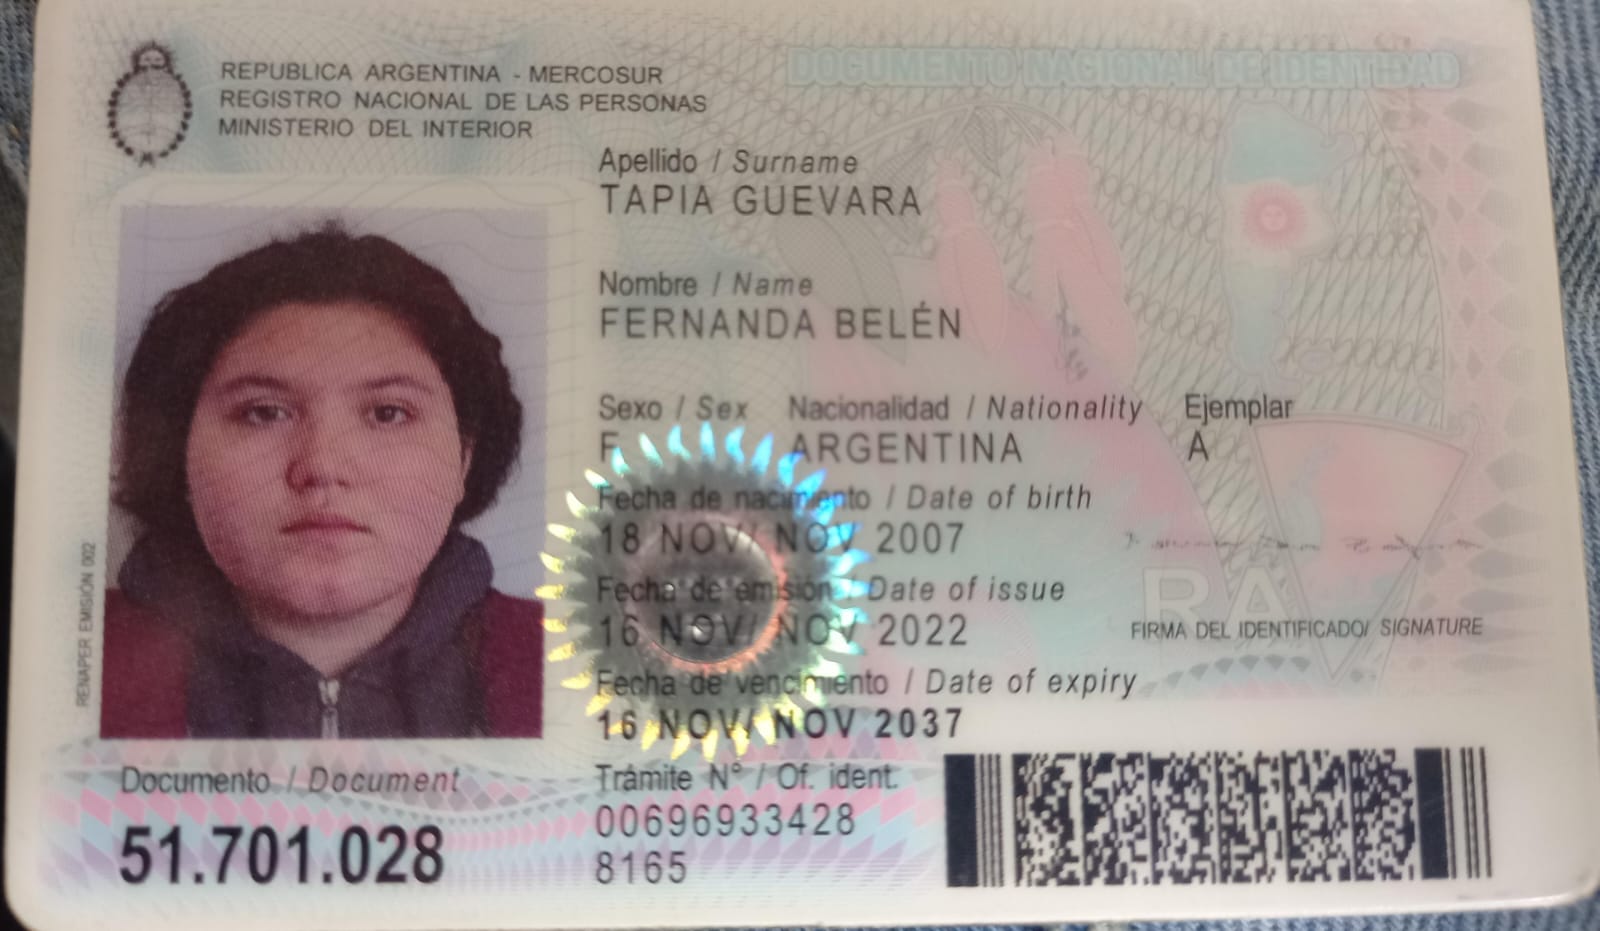 DOCUMENTO NACIONAL DE IDENTIDAD
REPUBLICA ARGENTINA - MERCOSUR
REGISTRO NACIONAL DE LAS PERSONAS
MINISTERIO DEL INTERIOR
Apellido / Surname
TAPIA GUEVARA
Nombre / Name
FERNANDA BELÉN
Sexo / Sex Nacionalidad / Nationality Ejemplar
F ARGENTINA A
Fecha de nacimiento / Date of birth
18 NOV/ NOV 2007
Fecha de emisión / Date of issue
16 NOV/ NOV 2022
Fecha de vencimiento / Date of expiry
16 NOV/ NOV 2037
RA
FIRMA DEL IDENTIFICADO/ SIGNATURE
RENAPER EMISIÓN 002
Documento / Document
51.701.028
Trámite N° / Of. ident.
00696933428
8165